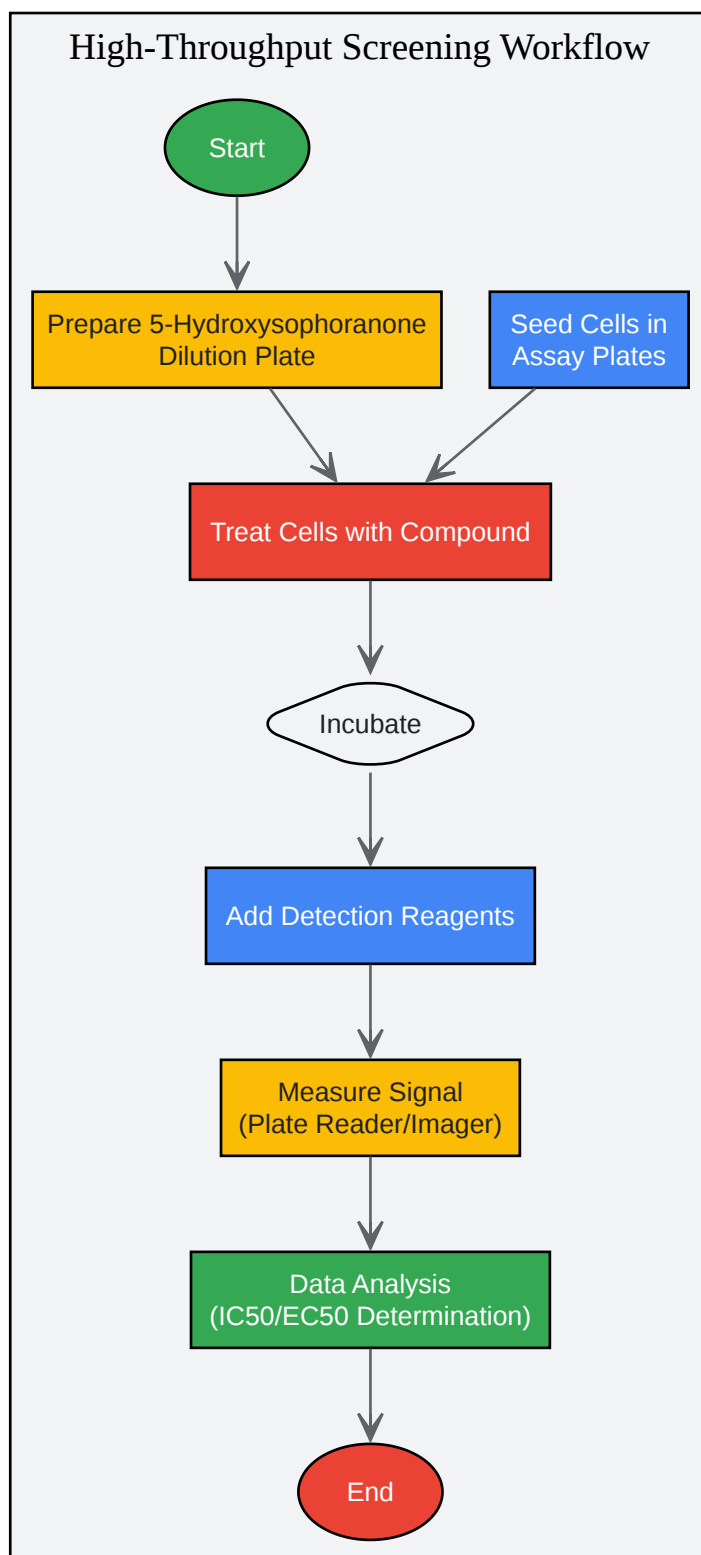 High-Throughput Screening Workflow
Start
Prepare 5-Hydroxysophoranone
Dilution Plate
Seed Cells in
Assay Plates
Treat Cells with Compound
Incubate
Add Detection Reagents
Measure Signal
(Plate Reader/Imager)
Data Analysis
(IC50/EC50 Determination)
End